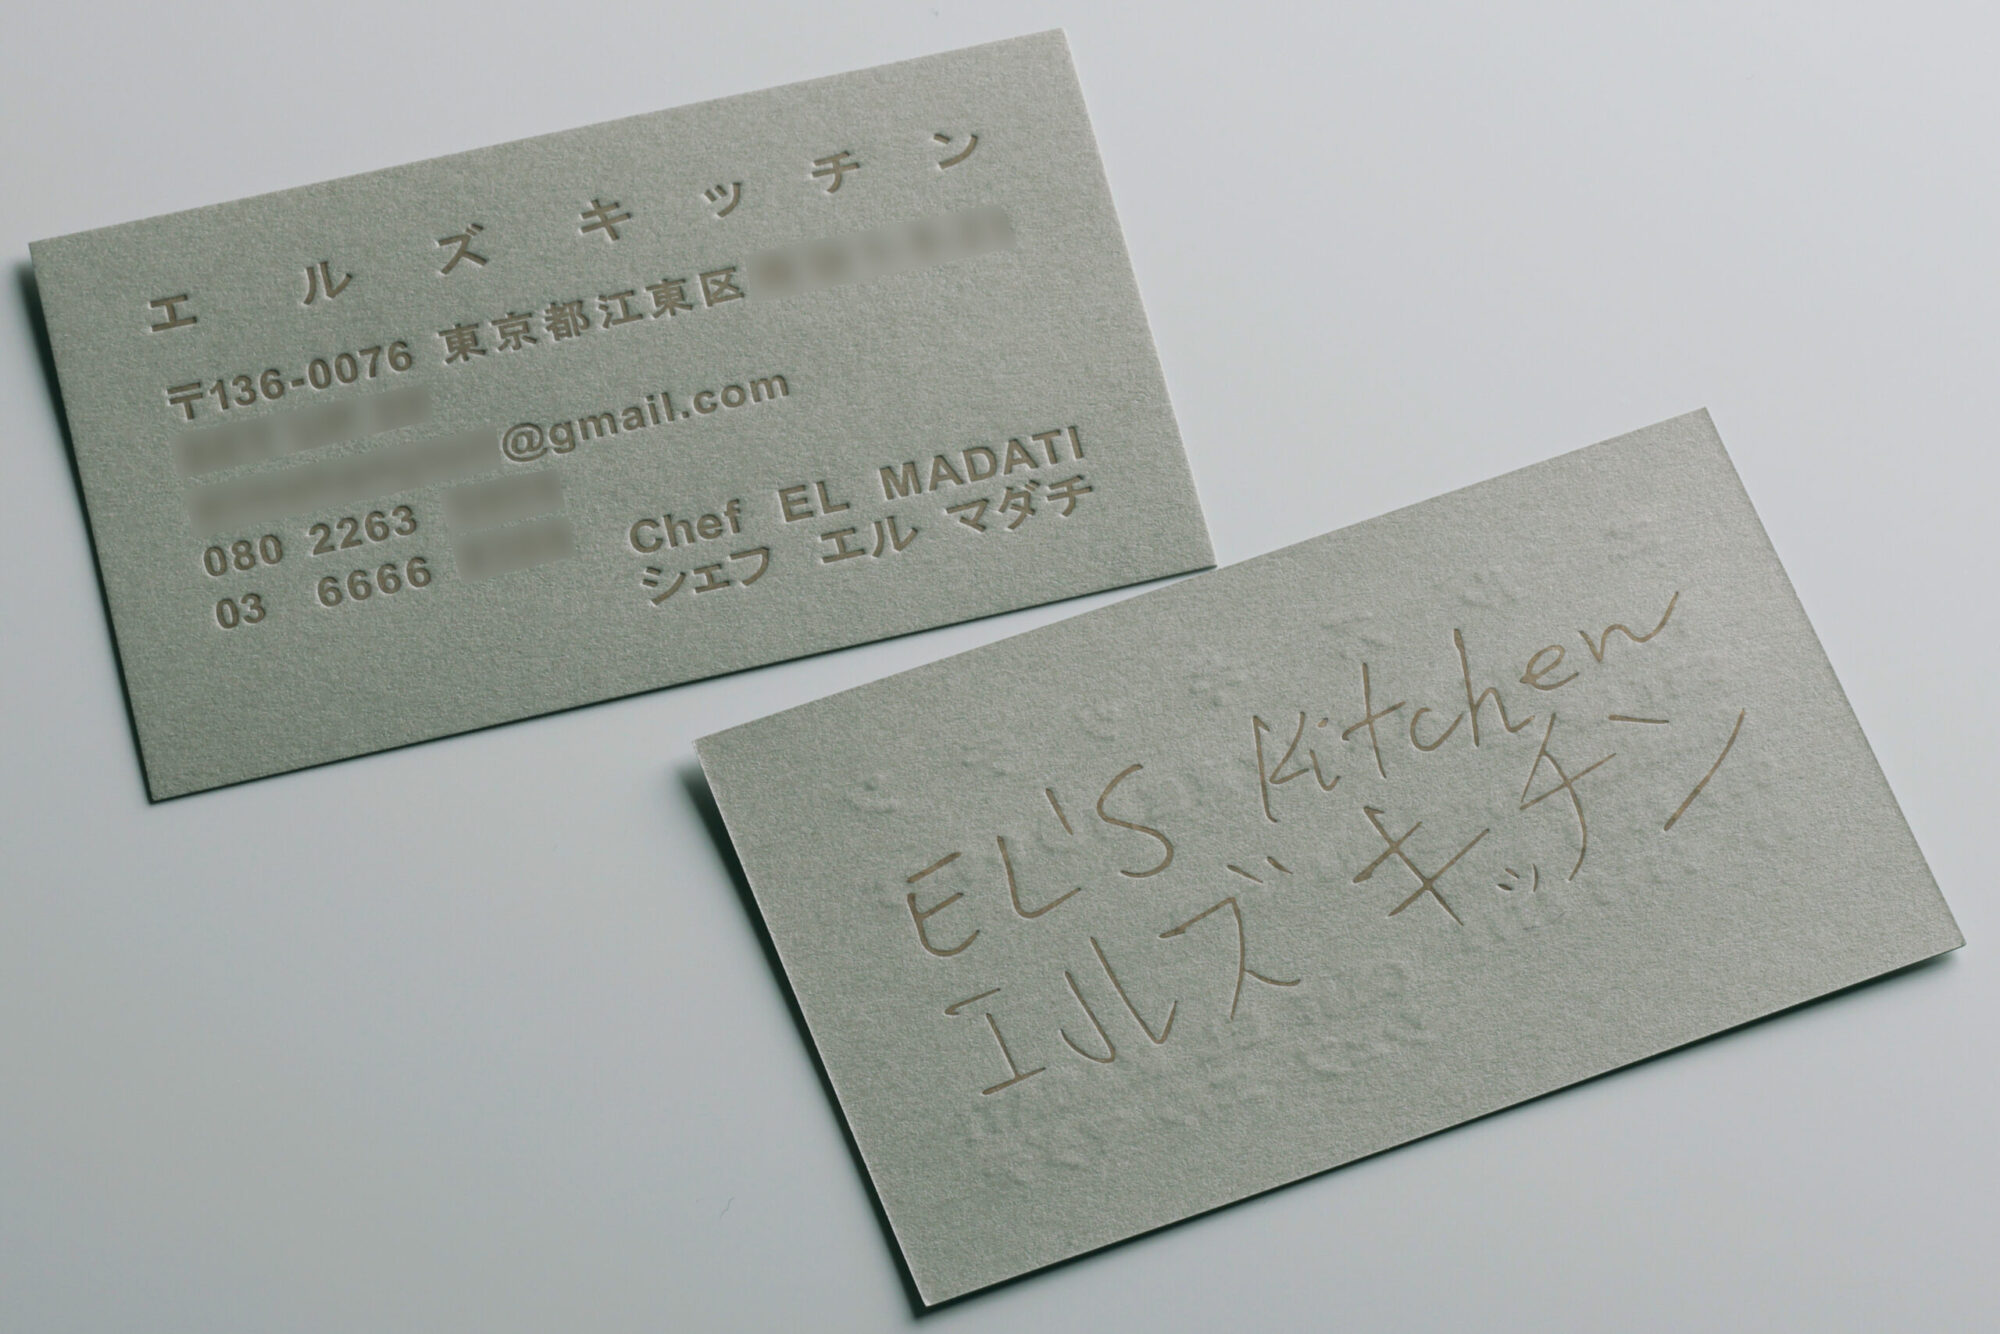 エルズキッチン
〒136-0076 東京都江東区
@gmail.com
080 2263
03 6666
Chef EL MADATI
シェフ エル マダチ
EL'S Kitchen
エルズキッチン